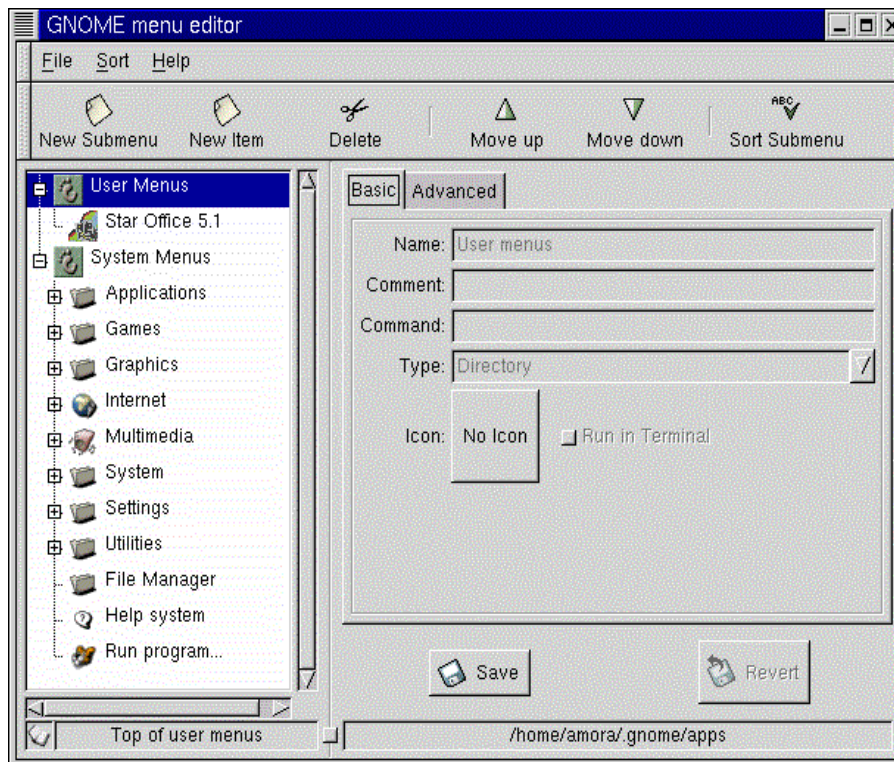 GNOME menu editor
File Sort Help
New Submenu New Item Delete Move up Move down ABC Sort Submenu
User Menus
Star Office 5.1
System Menus
Applications
Games
Graphics
Internet
Multimedia
System
Settings
Utilities
File Manager
Help system
Run program...
Basic Advanced
Name: User menus
Comment:
Command:
Type: Directory
Icon: No Icon Run in Terminal
Save Revert
Top of user menus /home/amora/.gnome/apps